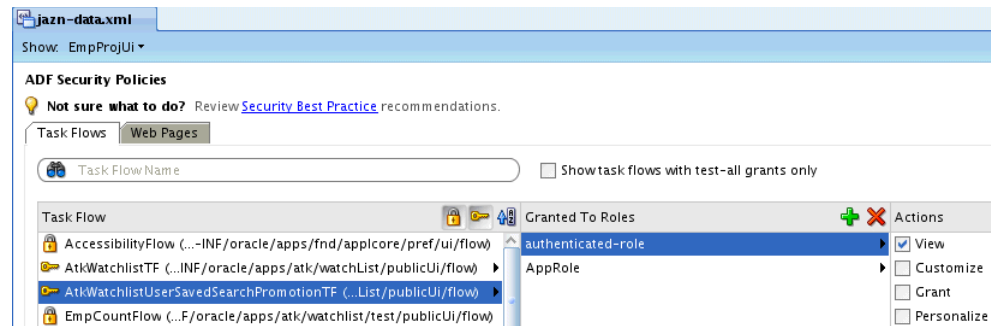 jazn-data.xml
Show: EmpProjUi
ADF Security Policies
Not sure what to do? Review Security Best Practice recommendations.
Task Flows Web Pages
Task Flow Name Show task flows with test-all grants only
Task Flow Granted To Roles Actions
AccessibilityFlow (...-INF/oracle/apps/fnd/applcore/pref/ui/flow) authenticated-role View
AtkWatchlistTF (...INF/oracle/apps/atk/watchList/publicUi/flow) AppRole Customize
AtkWatchlistUserSavedSearchPromotionTF (...List/publicUi/flow) Grant
EmpCountFlow (...F/oracle/apps/atk/watchlist/test/publicUi/flow) Personalize